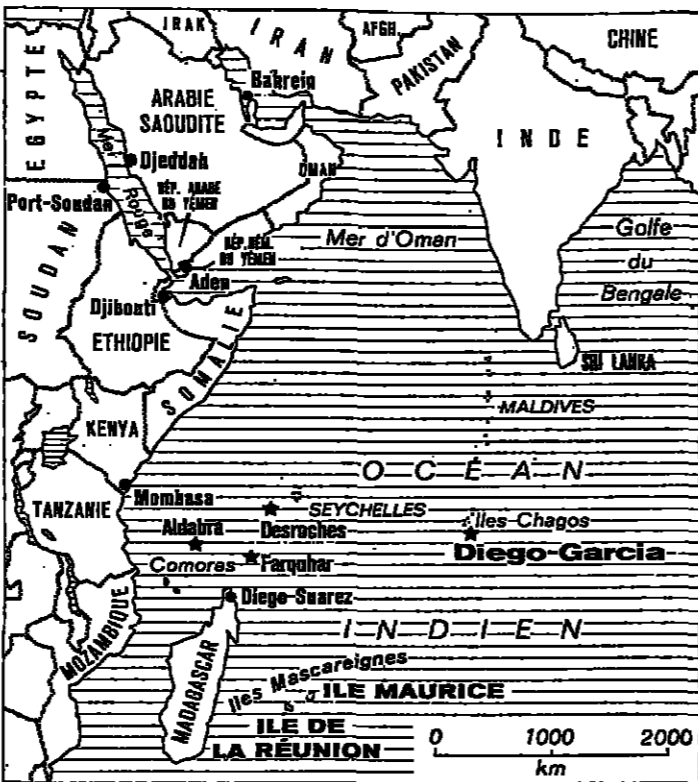 IRAK
IRAN
AFGH.
CHINE
PAKISTAN
EGYPTE
Bahrein
ARABIE
SAOUDITE
INDE
Mer Rouge
Djeddah
OMAN
Port-Soudan
RÉP. ARABE
DU YÉMEN
RÉP. DÉM.
DU YÉMEN
Mer d'Oman
Golfe
du
Bengale
SOUDAN
Aden
Djibouti
ETHIOPIE
SOMALIE
SRI LANKA
MALDIVES
KENYA
OCÉAN
Mombasa
TANZANIE
SEYCHELLES
Iles Chagos
Aldabra
Desroches
Diego-Garcia
Comores
Farquhar
Diego-Suarez
MOZAMBIQUE
INDIEN
MADAGASCAR
Iles Mascareignes
ILE MAURICE
ILE DE
LA RÉUNION
0 1000 2000
km